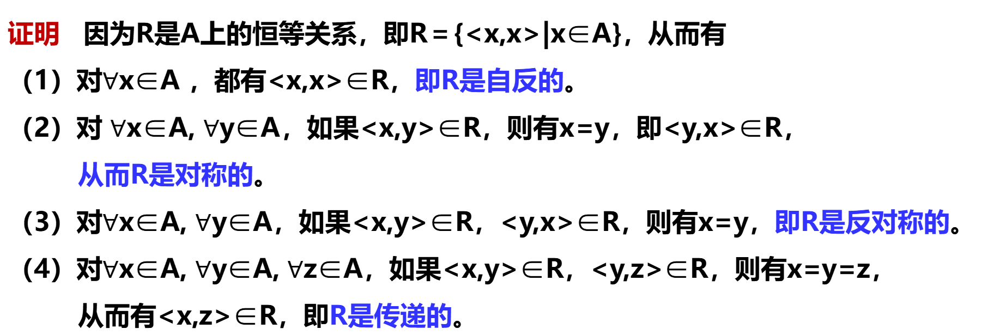 证明 因为R是A上的恒等关系，即R＝{<x,x>|x∈A}，从而有
（1）对∀x∈A ，都有<x,x>∈R，即R是自反的。
（2）对 ∀x∈A, ∀y∈A，如果<x,y>∈R，则有x=y，即<y,x>∈R，
从而R是对称的。
（3）对∀x∈A, ∀y∈A，如果<x,y>∈R，<y,x>∈R，则有x=y，即R是反对称的。
（4）对∀x∈A, ∀y∈A, ∀z∈A，如果<x,y>∈R，<y,z>∈R，则有x=y=z，
从而有<x,z>∈R，即R是传递的。